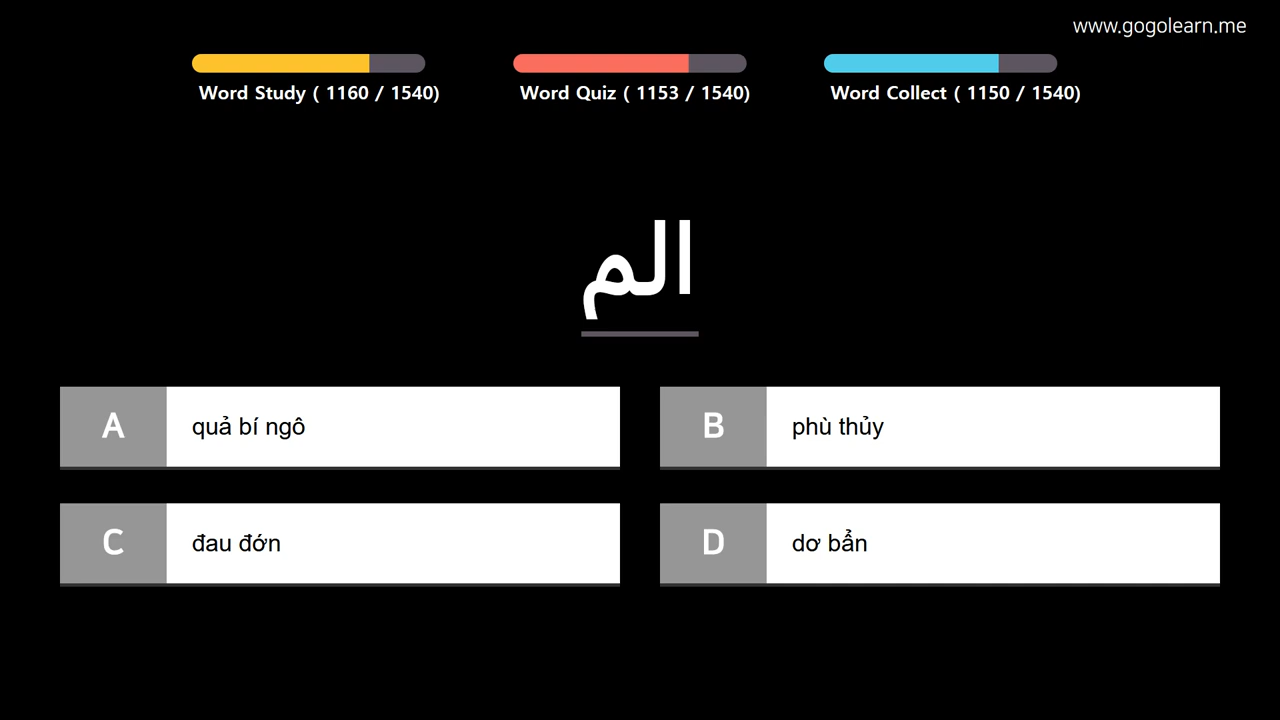 www.gogolearn.me
Word Study ( 1160 / 1540)
Word Quiz ( 1153 / 1540)
Word Collect ( 1150 / 1540)
الم
A quả bí ngô
B phù thủy
C đau đớn
D dơ bẩn